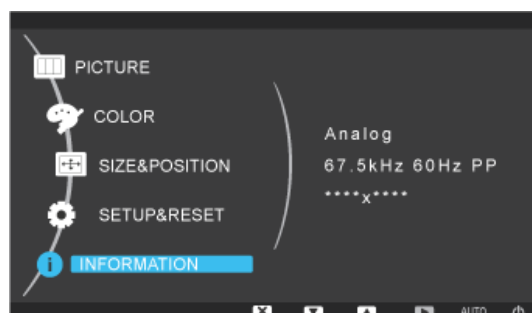 PICTURE
COLOR
SIZE&POSITION
SETUP&RESET
INFORMATION
Analog
67.5kHz 60Hz PP
****x****
AUTO